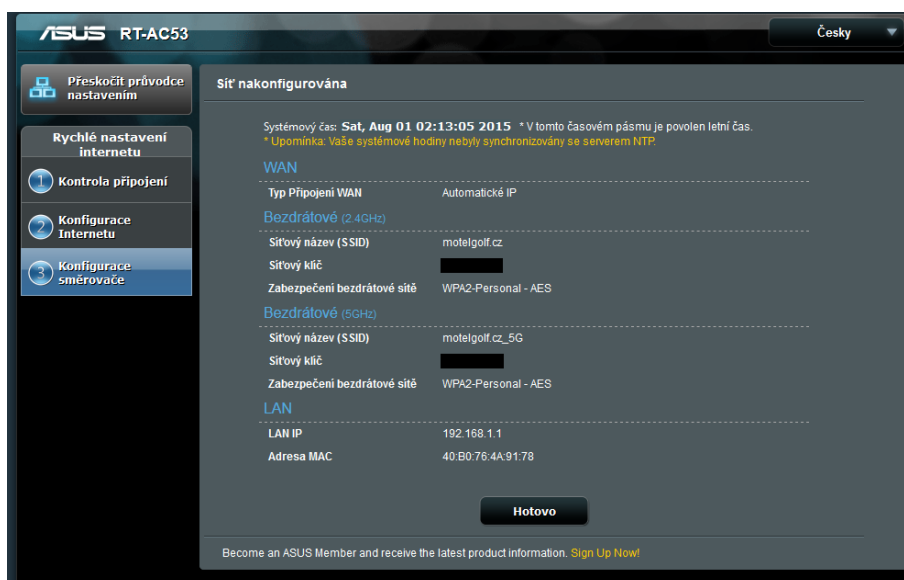 ASUS RT-AC53
Česky
Přeskočit průvodce
nastavením
Síť nakonfigurována
Systémový čas: Sat, Aug 01 02:13:05 2015 * V tomto časovém pásmu je povolen letní čas.
* Upomínka: Vaše systémové hodiny nebyly synchronizovány se serverem NTP.
Rychlé nastavení
internetu
1 Kontrola připojení
2 Konfigurace
Internetu
3 Konfigurace
směrovače
WAN
Typ Připojení WAN Automatické IP
Bezdrátové (2.4GHz)
Síťový název (SSID) motelgolf.cz
Síťový klíč
Zabezpečení bezdrátové sítě WPA2-Personal - AES
Bezdrátové (5GHz)
Síťový název (SSID) motelgolf.cz_5G
Síťový klíč
Zabezpečení bezdrátové sítě WPA2-Personal - AES
LAN
LAN IP 192.168.1.1
Adresa MAC 40:B0:76:4A:91:78
Hotovo
Become an ASUS Member and receive the latest product information. Sign Up Now!